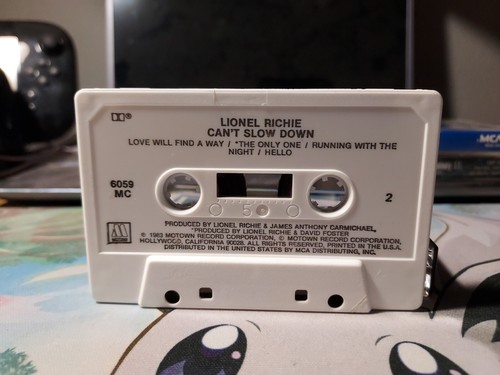 LIONEL RICHIE
CAN'T SLOW DOWN
LOVE WILL FIND A WAY / *THE ONLY ONE / RUNNING WITH THE
NIGHT / HELLO
6059
MC
2
5
PRODUCED BY LIONEL RICHIE & JAMES ANTHONY CARMICHAEL,
*PRODUCED BY LIONEL RICHIE & DAVID FOSTER
℗ 1983 MOTOWN RECORD CORPORATION, © MOTOWN RECORD CORPORATION,
HOLLYWOOD, CALIFORNIA 90028. ALL RIGHTS RESERVED, PRINTED IN THE U.S.A.
DISTRIBUTED IN THE UNITED STATES BY MCA DISTRIBUTING, INC.
MCA